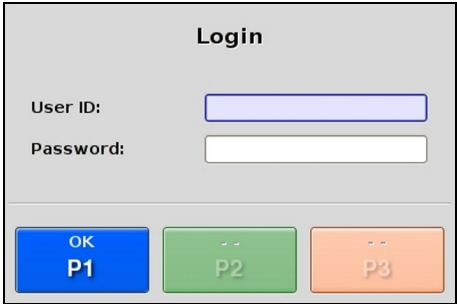 Login
User ID:
Password:
OK -- --
P1 P2 P3